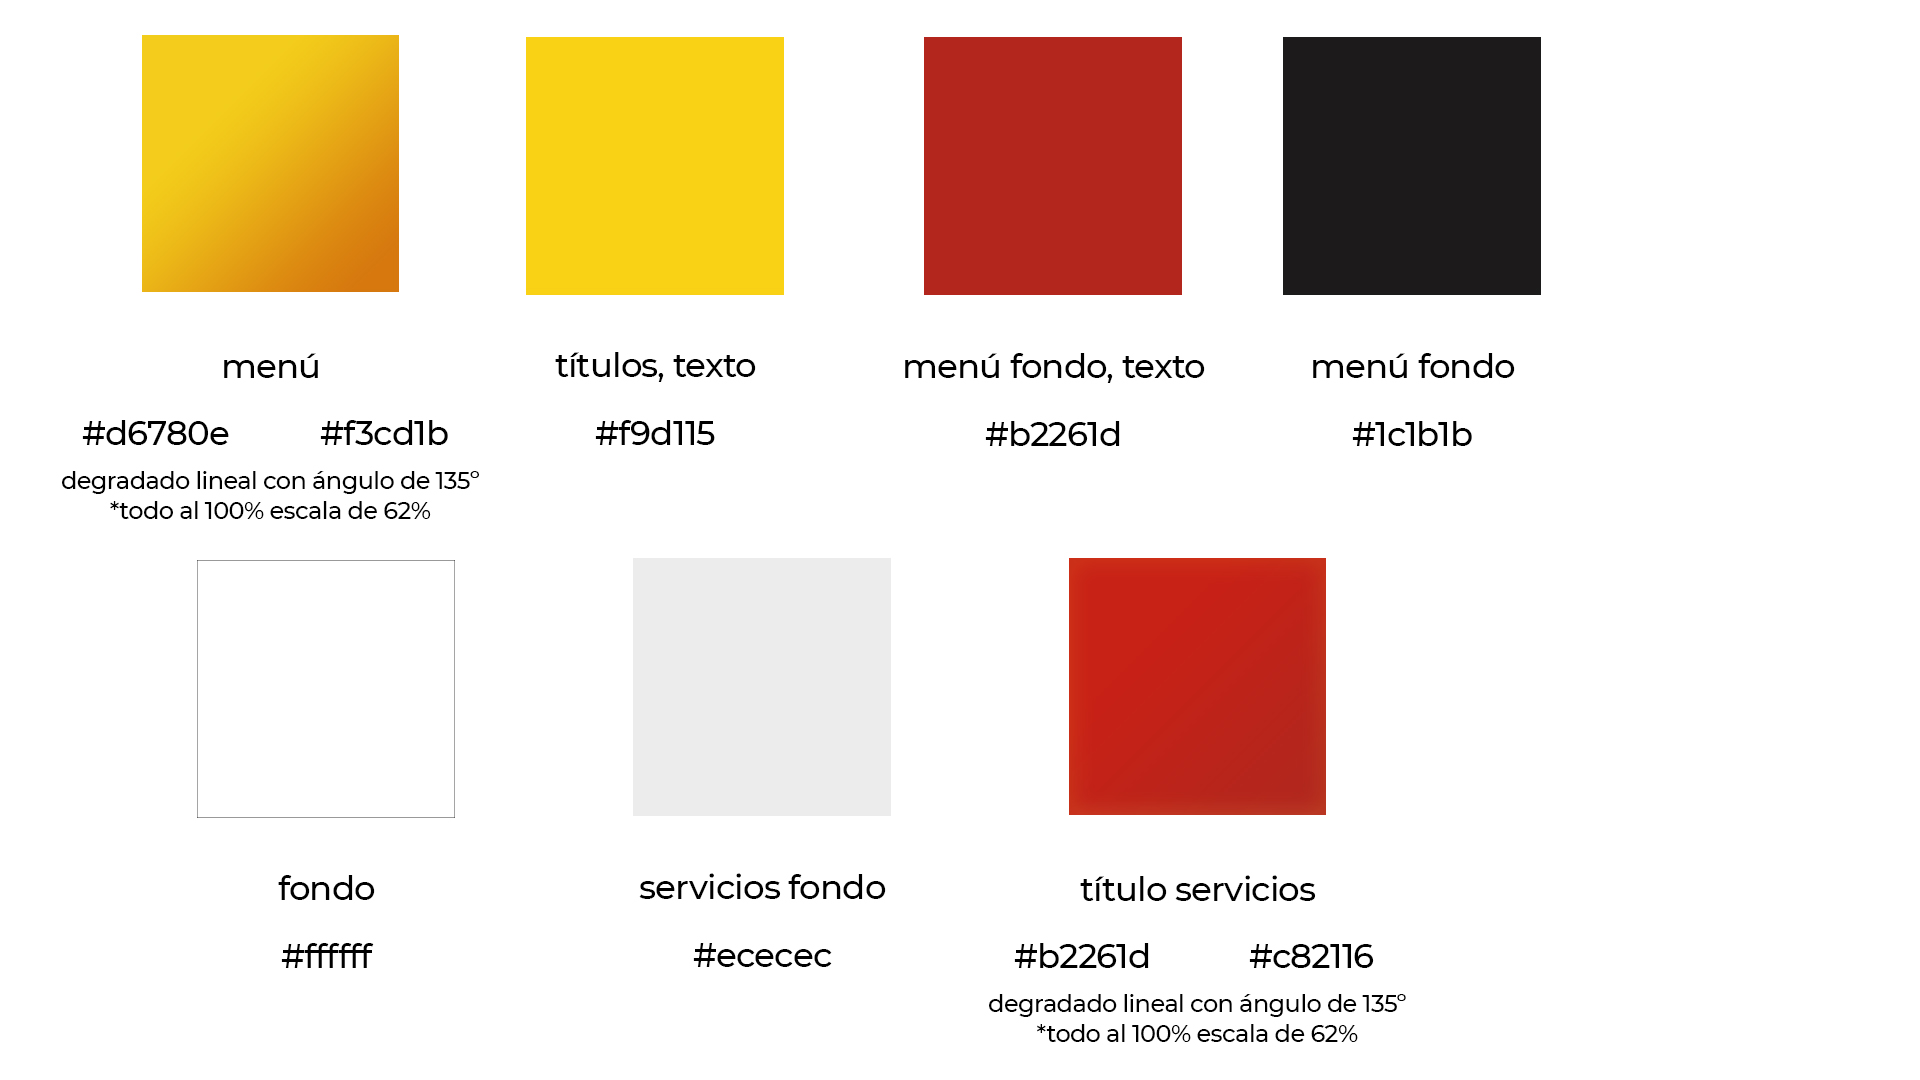 menú
títulos, texto
menú fondo, texto
menú fondo
#d6780e
#f3cd1b
#f9d115
#b2261d
#1c1b1b
degradado lineal con ángulo de 135º
*todo al 100% escala de 62%
fondo
servicios fondo
título servicios
#ffffff
#ececec
#b2261d
#c82116
degradado lineal con ángulo de 135º
*todo al 100% escala de 62%